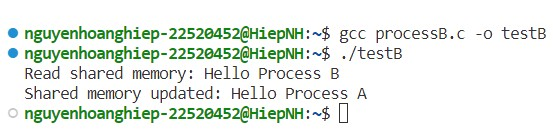 nguyenhoanghiep-22520452@HiepNH:~$ gcc processB.c -o testB
nguyenhoanghiep-22520452@HiepNH:~$ ./testB
Read shared memory: Hello Process B
Shared memory updated: Hello Process A
nguyenhoanghiep-22520452@HiepNH:~$